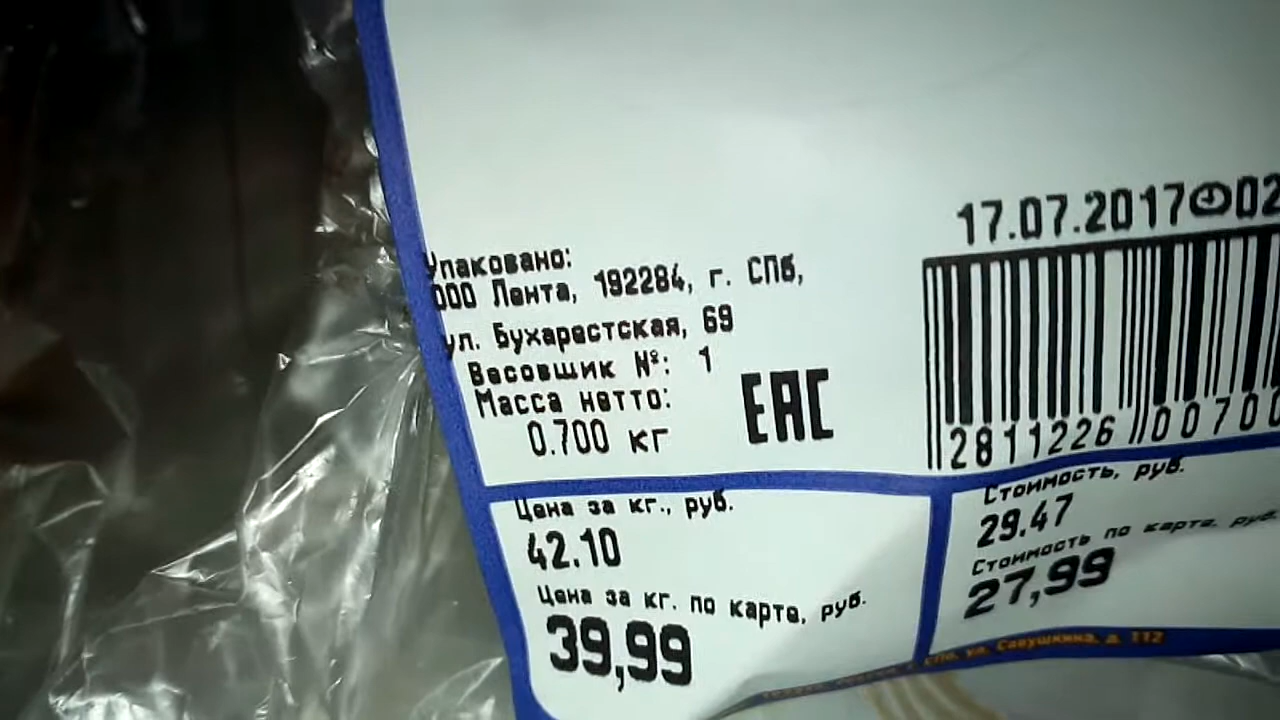 17.07.2017 02
Упаковано:
ООО Лента, 192284, г. СПб,
ул. Бухарестская, 69
Весовщик №: 1
Масса нетто:
0.700 кг
EAC
2811226 00700
Цена за кг., руб.
42.10
Цена за кг. по карте, руб.
39,99
Стоимость, руб.
29.47
Стоимость по карте, руб.
27,99
СПб, ул. Савушкина, д. 112